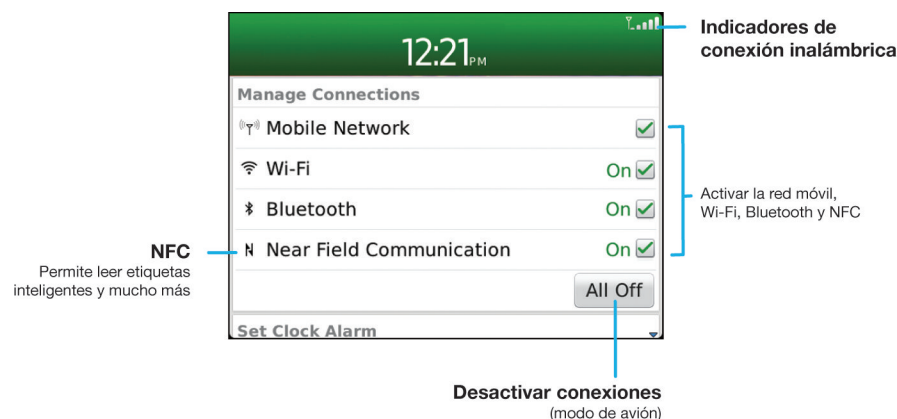 Indicadores de
conexión inalámbrica
12:21PM
Manage Connections
Mobile Network
Wi-Fi On
Bluetooth On
Near Field Communication On
All Off
Set Clock Alarm
Activar la red móvil,
Wi-Fi, Bluetooth y NFC
NFC
Permite leer etiquetas
inteligentes y mucho más
Desactivar conexiones
(modo de avión)